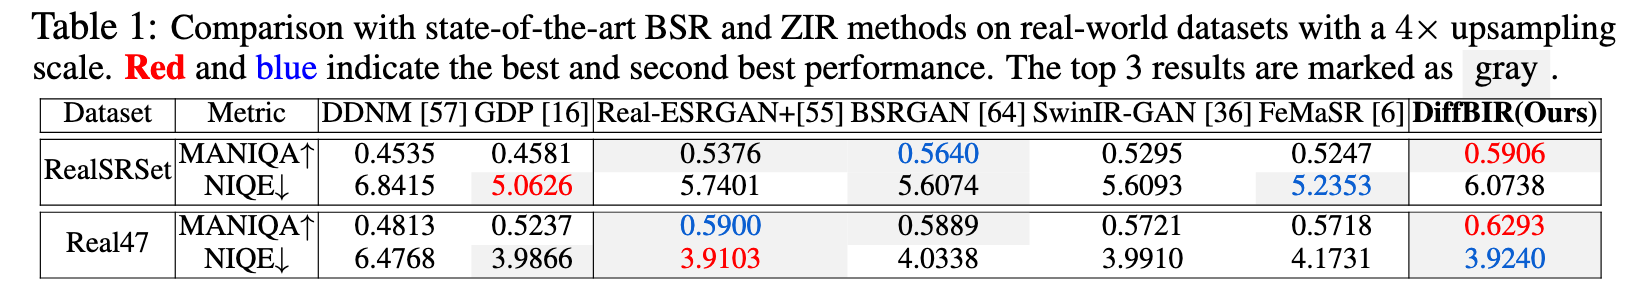 Table 1: Comparison with state-of-the-art BSR and ZIR methods on real-world datasets with a 4× upsampling
scale. Red and blue indicate the best and second best performance. The top 3 results are marked as gray .
Dataset Metric DDNM [57] GDP [16] Real-ESRGAN+[55] BSRGAN [64] SwinIR-GAN [36] FeMaSR [6] DiffBIR(Ours)
RealSRSet MANIQA↑ 0.4535 0.4581 0.5376 0.5640 0.5295 0.5247 0.5906
NIQE↓ 6.8415 5.0626 5.7401 5.6074 5.6093 5.2353 6.0738
Real47 MANIQA↑ 0.4813 0.5237 0.5900 0.5889 0.5721 0.5718 0.6293
NIQE↓ 6.4768 3.9866 3.9103 4.0338 3.9910 4.1731 3.9240